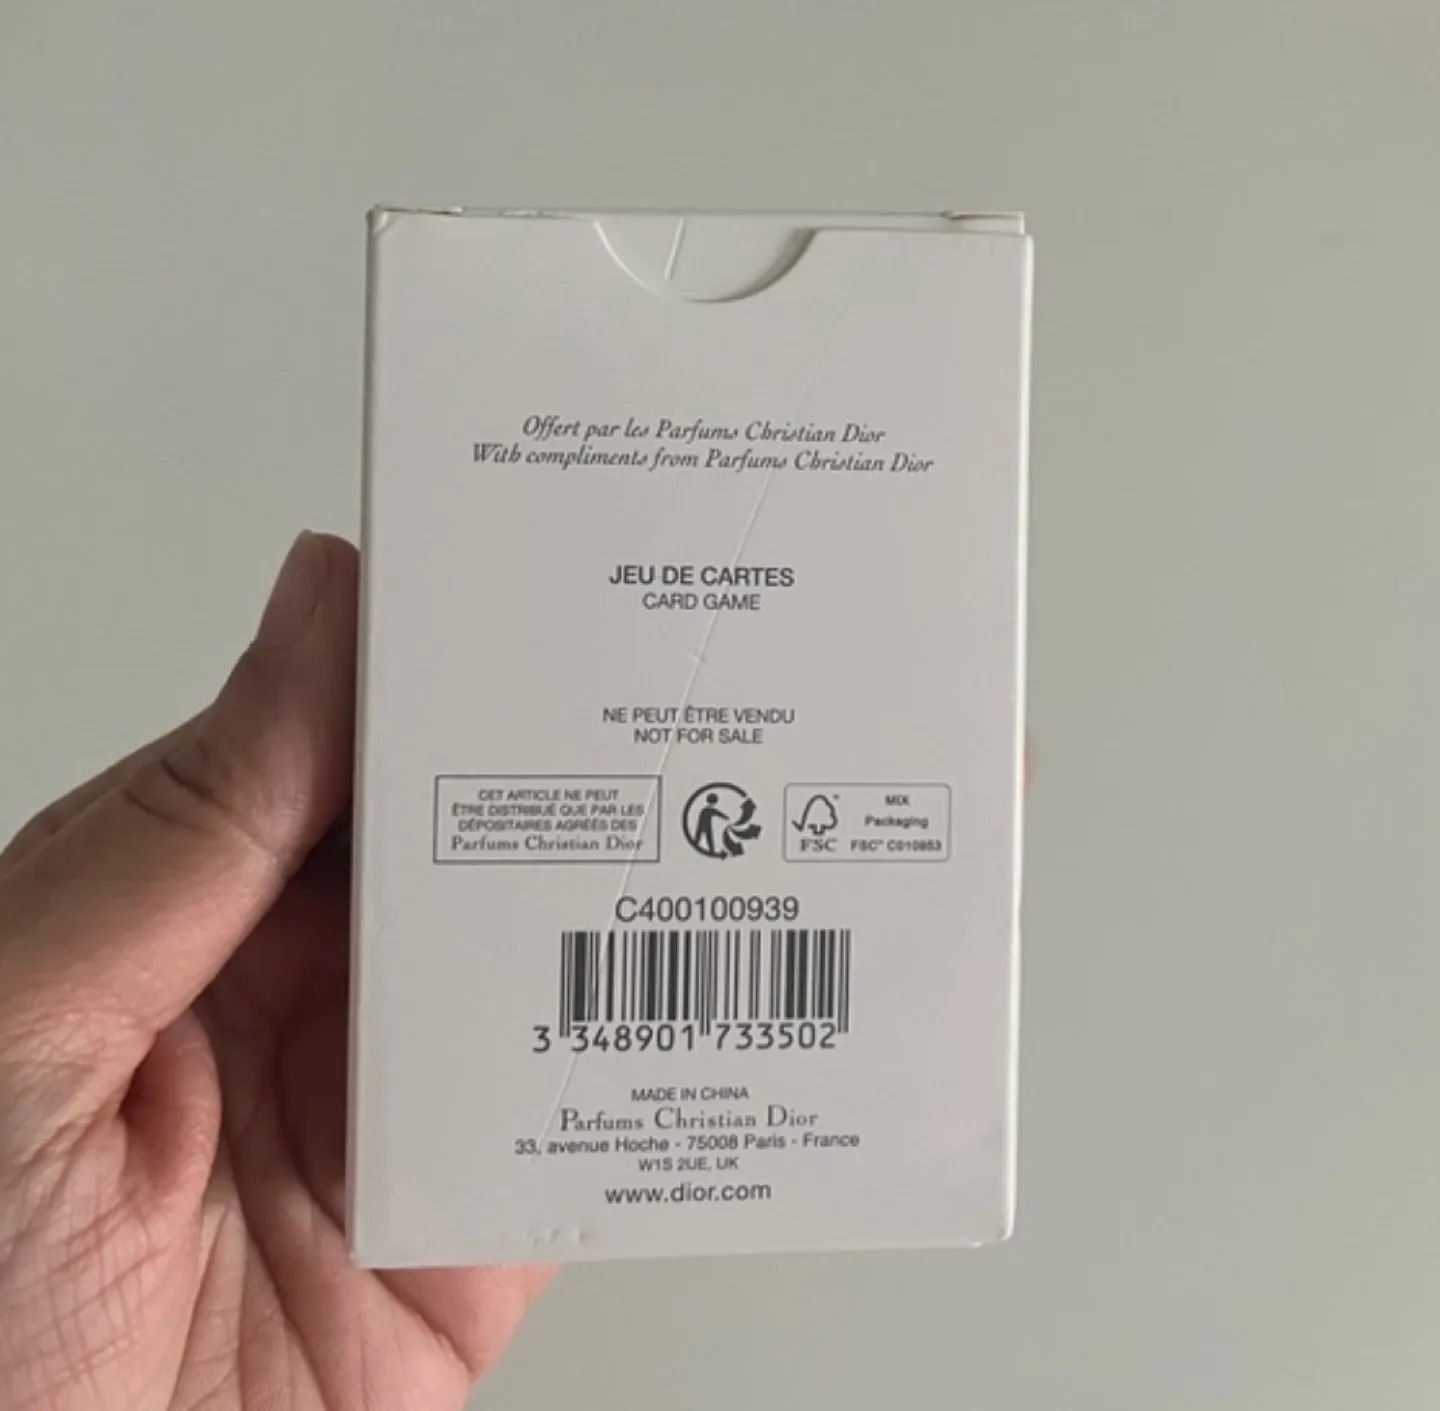 Offert par les Parfums Christian Dior
With compliments from Parfums Christian Dior
JEU DE CARTES
CARD GAME
NE PEUT ÊTRE VENDU
NOT FOR SALE
CET ARTICLE NE PEUT
ÊTRE DISTRIBUÉ QUE PAR LES
DÉPOSITAIRES AGRÉÉS DES
Parfums Christian Dior
FSC
MIX
Packaging
FSC™ C010853
C400100939
3 348901 733502
MADE IN CHINA
Parfums Christian Dior
33, avenue Hoche - 75008 Paris - France
W1S 2UE, UK
www.dior.com